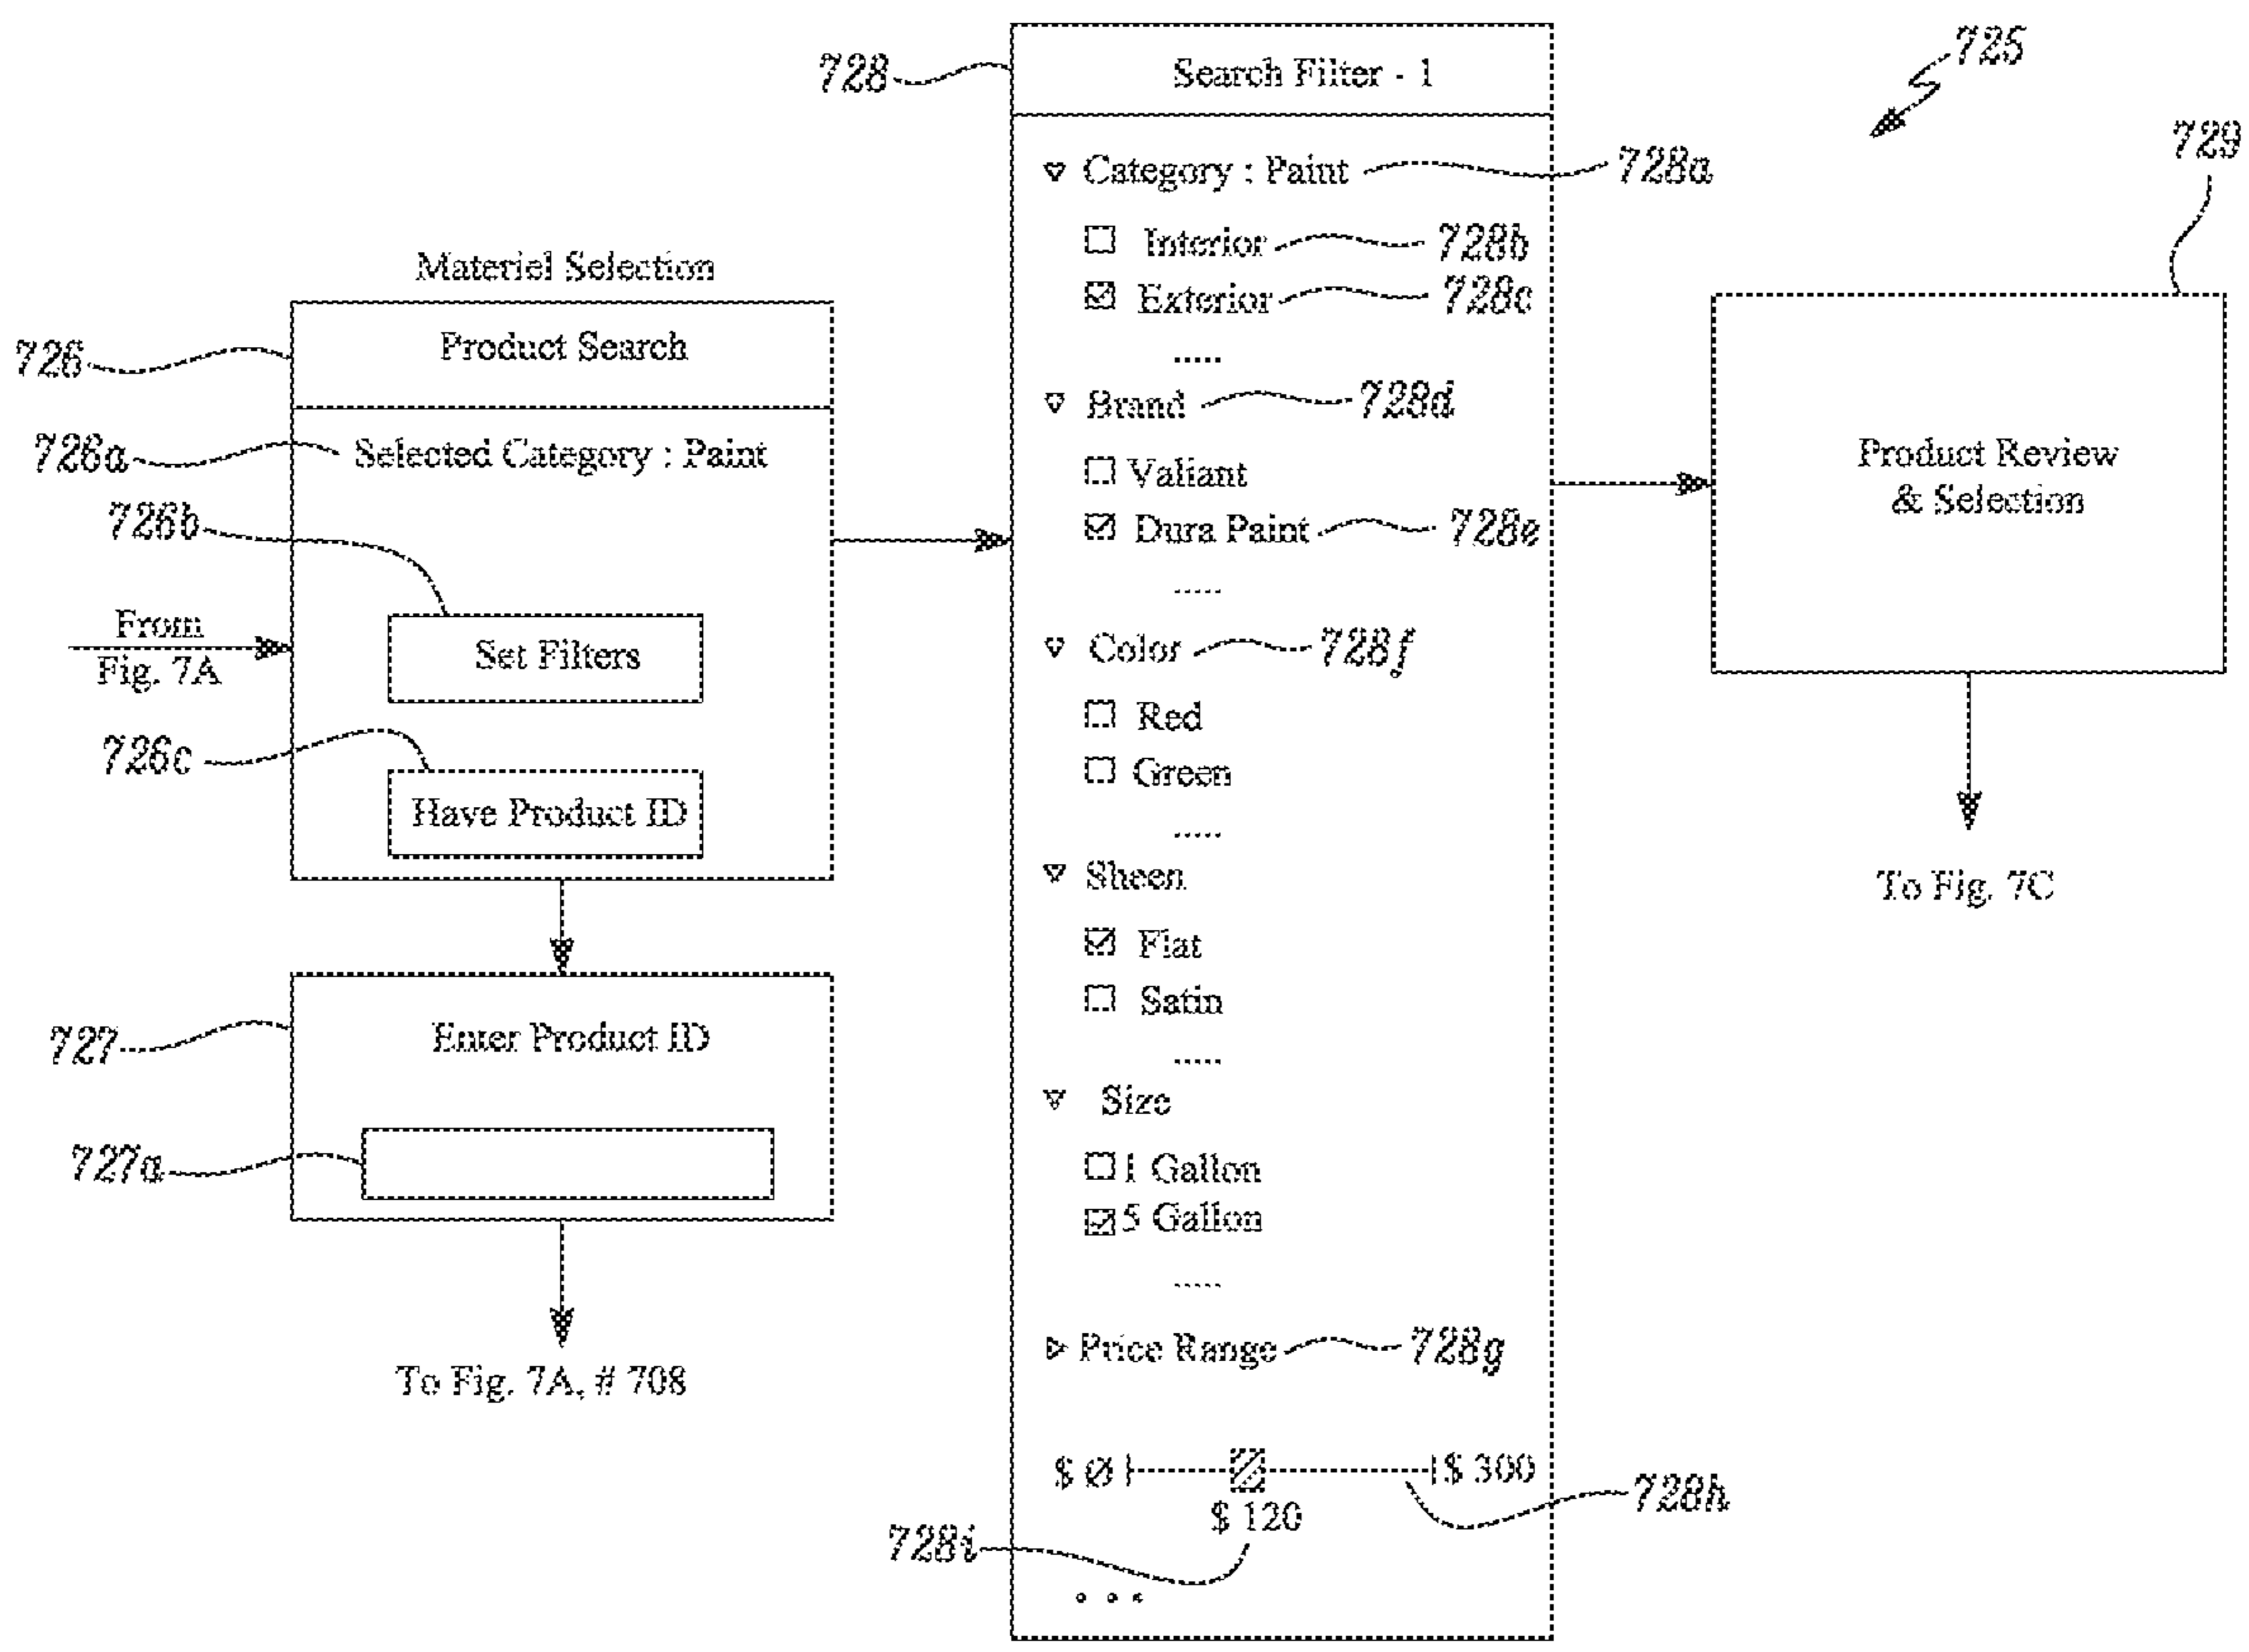 725
728
Search Filter - 1
729
Category : Paint
728a
Interior
728b
Exterior
728c
.....
Brand
728d
Valiant
Dura Paint
728e
.....
Color
728f
Red
Green
.....
Sheen
Flat
Satin
.....
Size
1 Gallon
5 Gallon
.....
Price Range
728g
$ Ø
$ 300
728h
$ 120
728i
...
Materiel Selection
726
Product Search
726a
Selected Category : Paint
726b
From
Fig. 7A
Set Filters
726c
Have Product ID
727
Enter Product ID
727a
To Fig. 7A, # 708
Product Review
& Selection
To Fig. 7C